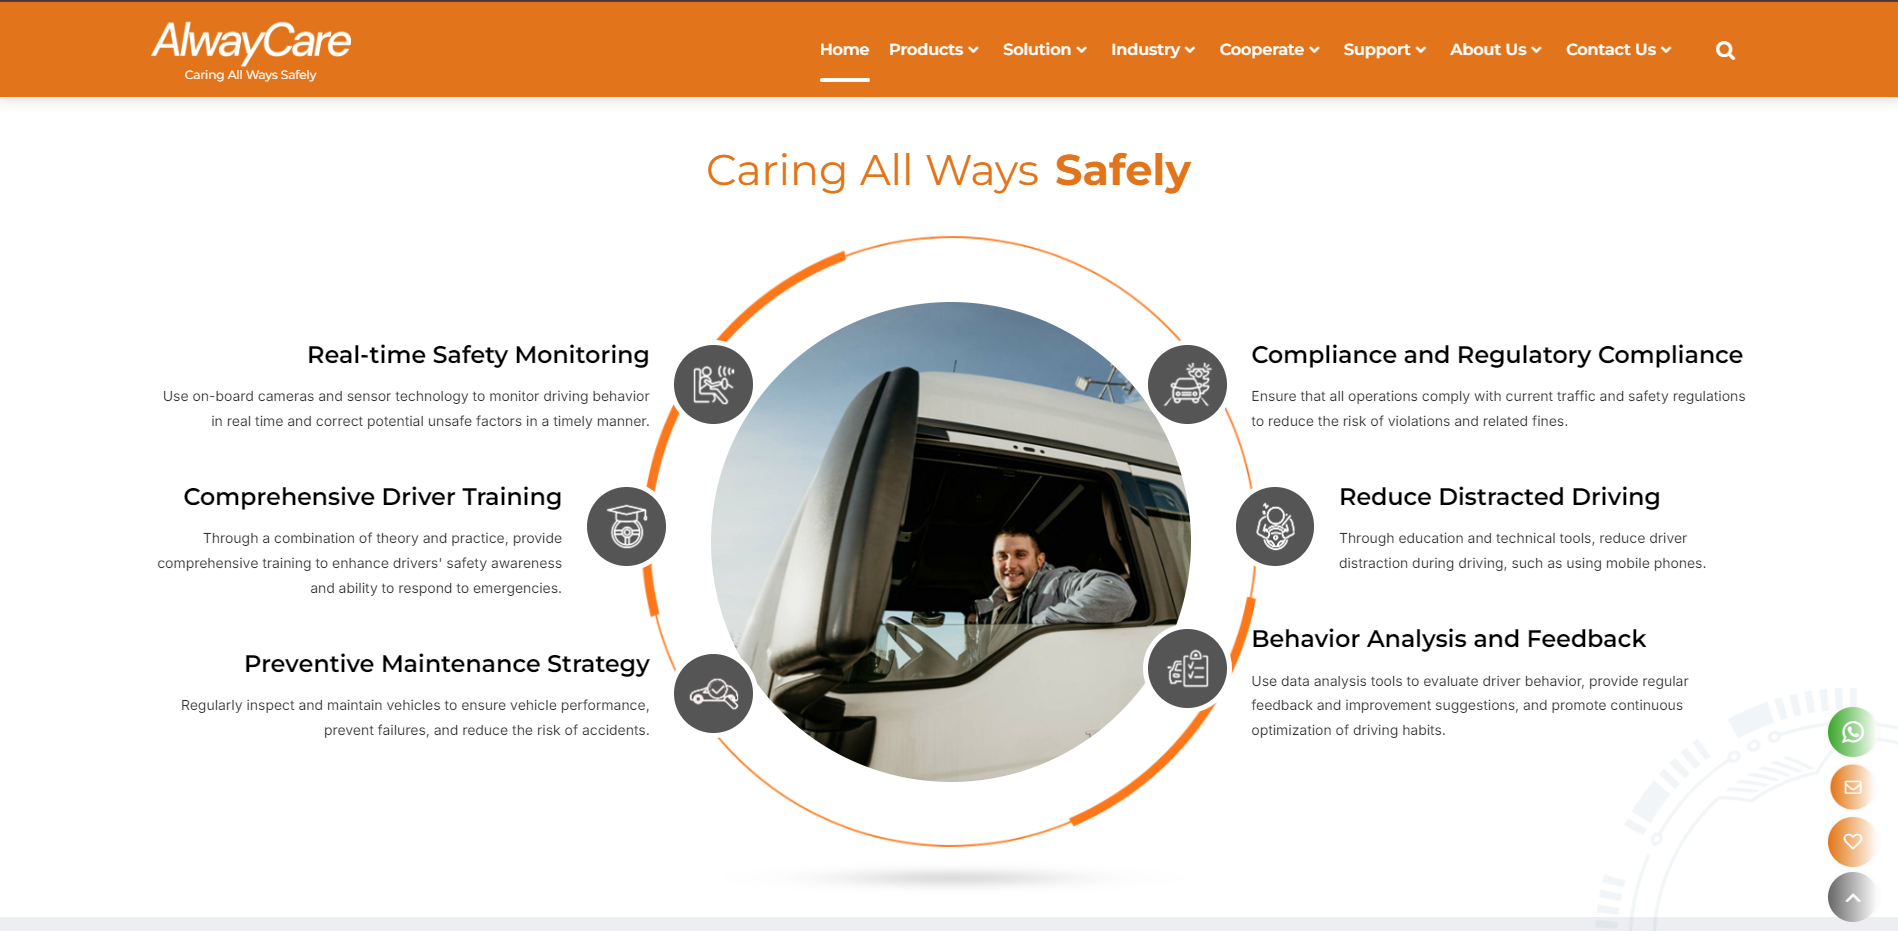 AlwayCare
Caring All Ways Safely
Home Products Solution Industry Cooperate Support About Us Contact Us
Caring All Ways Safely
Real-time Safety Monitoring
Use on-board cameras and sensor technology to monitor driving behavior
in real time and correct potential unsafe factors in a timely manner.
Comprehensive Driver Training
Through a combination of theory and practice, provide
comprehensive training to enhance drivers' safety awareness
and ability to respond to emergencies.
Preventive Maintenance Strategy
Regularly inspect and maintain vehicles to ensure vehicle performance,
prevent failures, and reduce the risk of accidents.
Compliance and Regulatory Compliance
Ensure that all operations comply with current traffic and safety regulations
to reduce the risk of violations and related fines.
Reduce Distracted Driving
Through education and technical tools, reduce driver
distraction during driving, such as using mobile phones.
Behavior Analysis and Feedback
Use data analysis tools to evaluate driver behavior, provide regular
feedback and improvement suggestions, and promote continuous
optimization of driving habits.